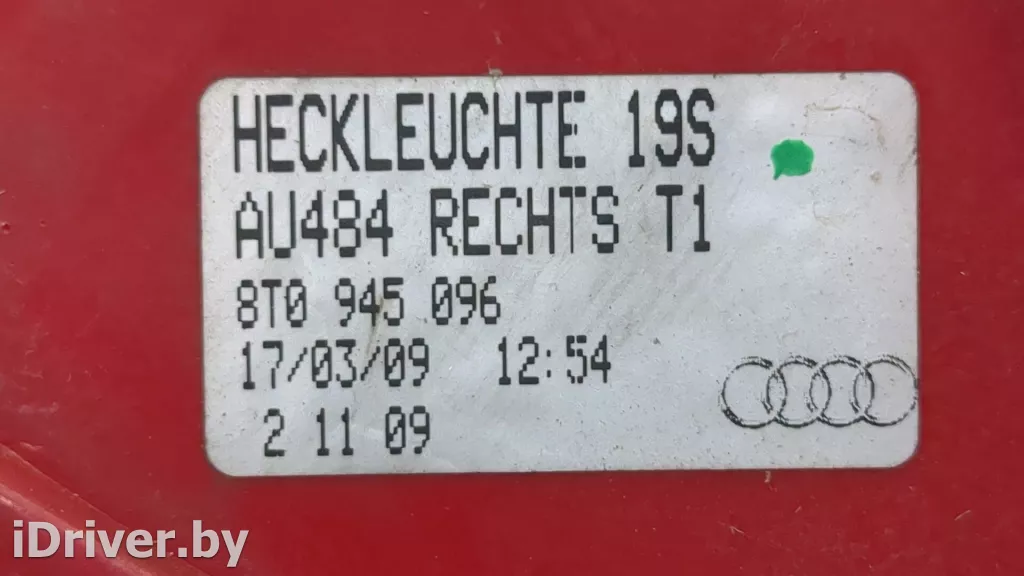 HECKLEUCHTE 19S
AU484 RECHTS T1
8T0 945 096
17/03/09 12:54
2 11 09
iDriver.by